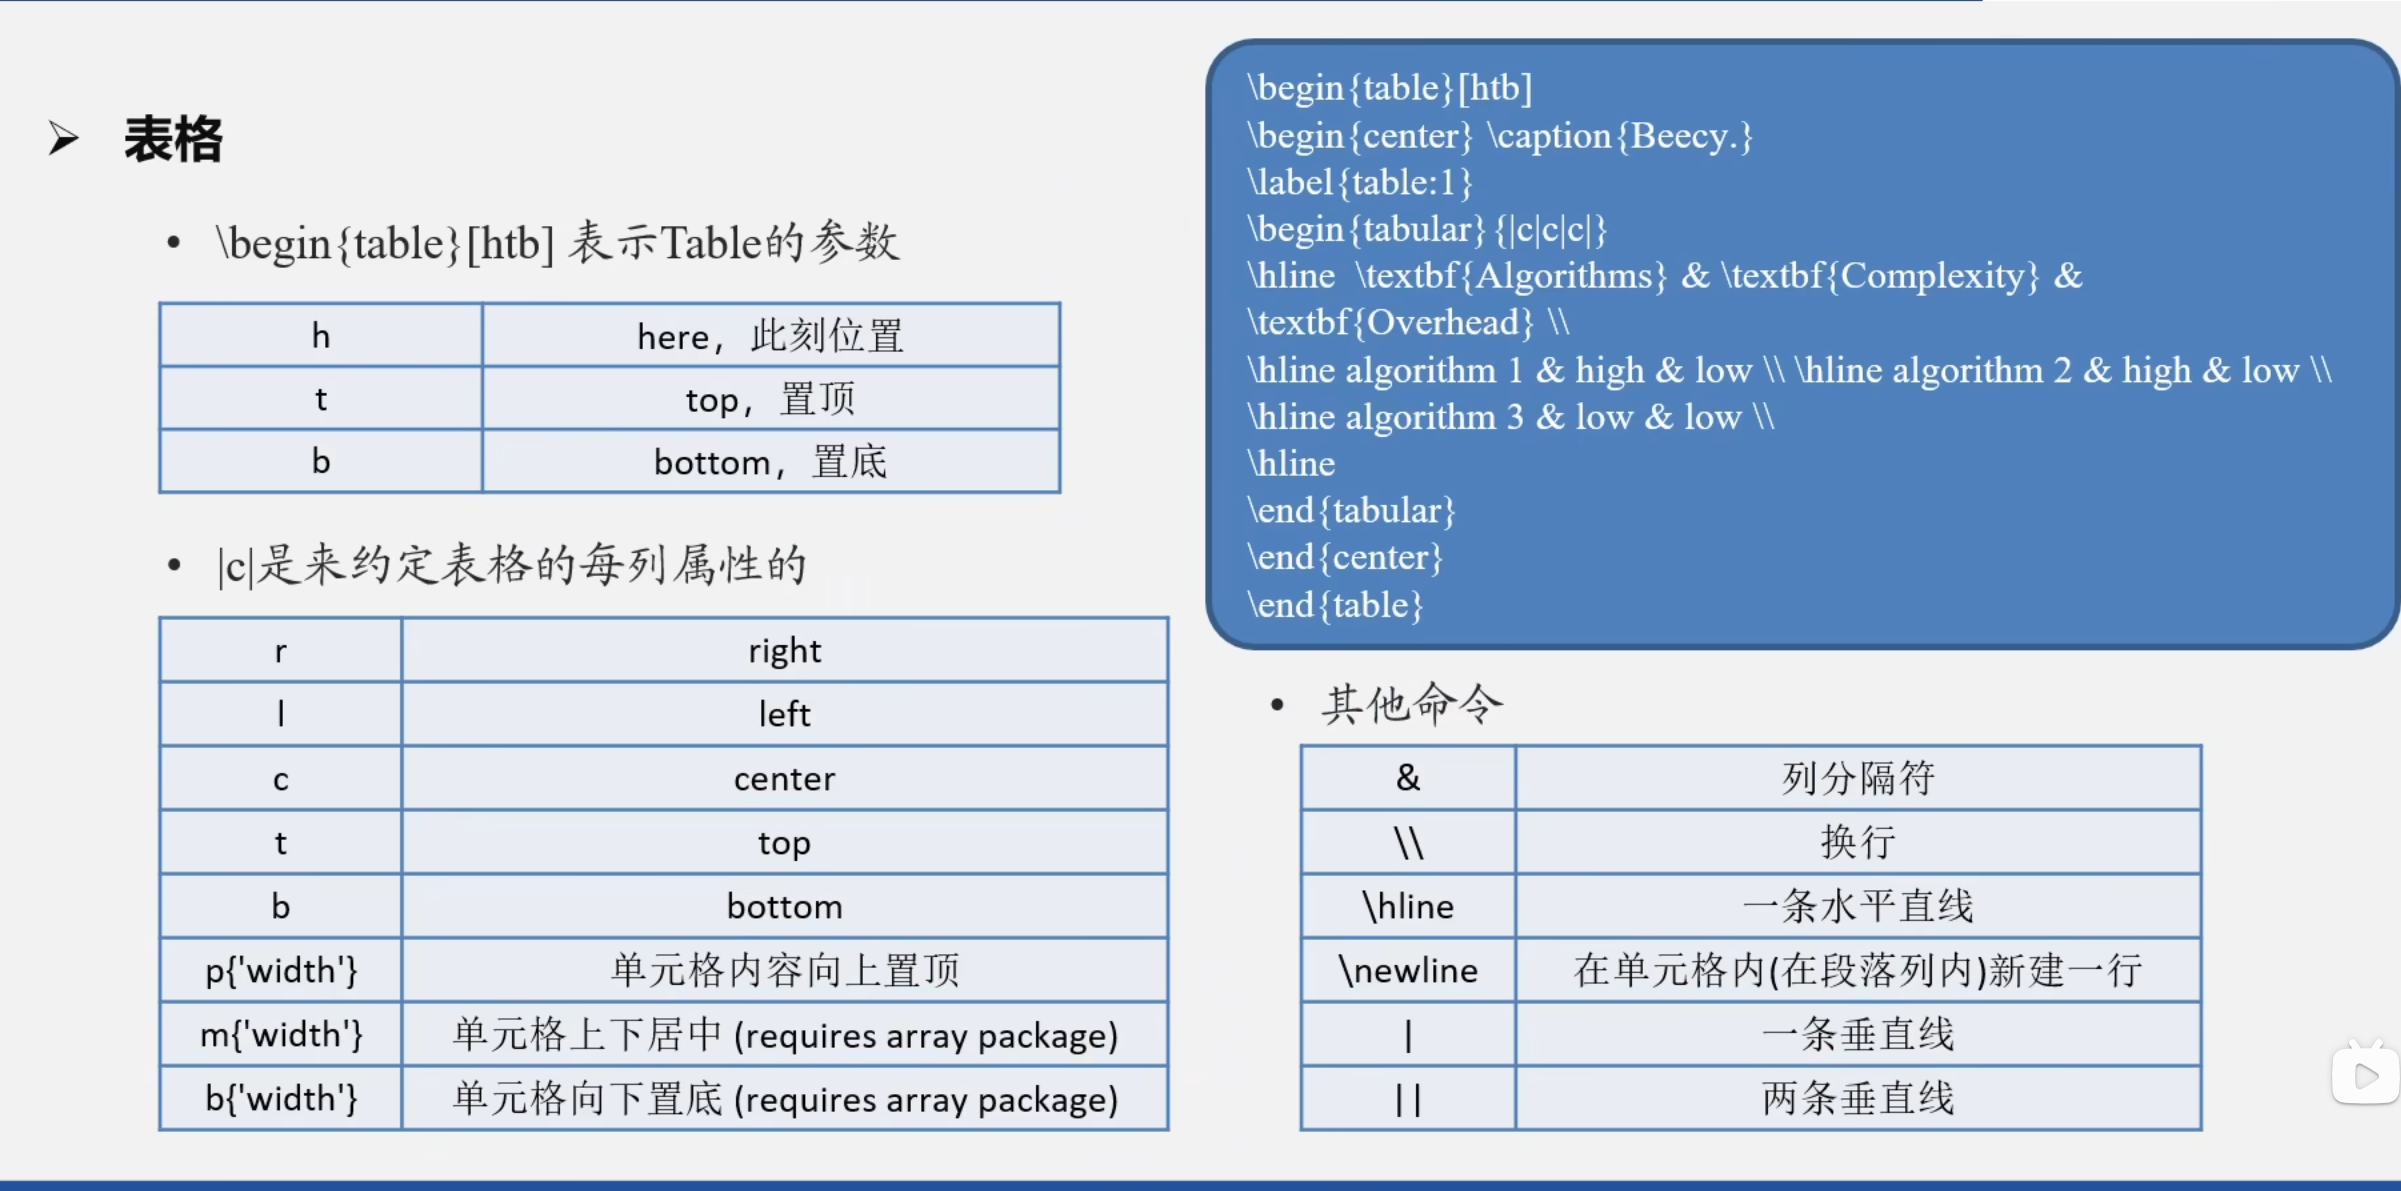 表格
\begin{table}[htb] 表示Table的参数
h here，此刻位置
t top，置顶
b bottom，置底
|c|是来约定表格的每列属性的
r right
l left
c center
t top
b bottom
p{'width'} 单元格内容向上置顶
m{'width'} 单元格上下居中 (requires array package)
b{'width'} 单元格向下置底 (requires array package)
\begin{table}[htb]
\begin{center} \caption{Beecy.}
\label{table:1}
\begin{tabular}{|c|c|c|}
\hline \textbf{Algorithms} & \textbf{Complexity} &
\textbf{Overhead} \\
\hline algorithm 1 & high & low \\ \hline algorithm 2 & high & low \\
\hline algorithm 3 & low & low \\
\hline
\end{tabular}
\end{center}
\end{table}
其他命令
& 列分隔符
\\ 换行
\hline 一条水平直线
\newline 在单元格内(在段落列内)新建一行
| 一条垂直线
|| 两条垂直线